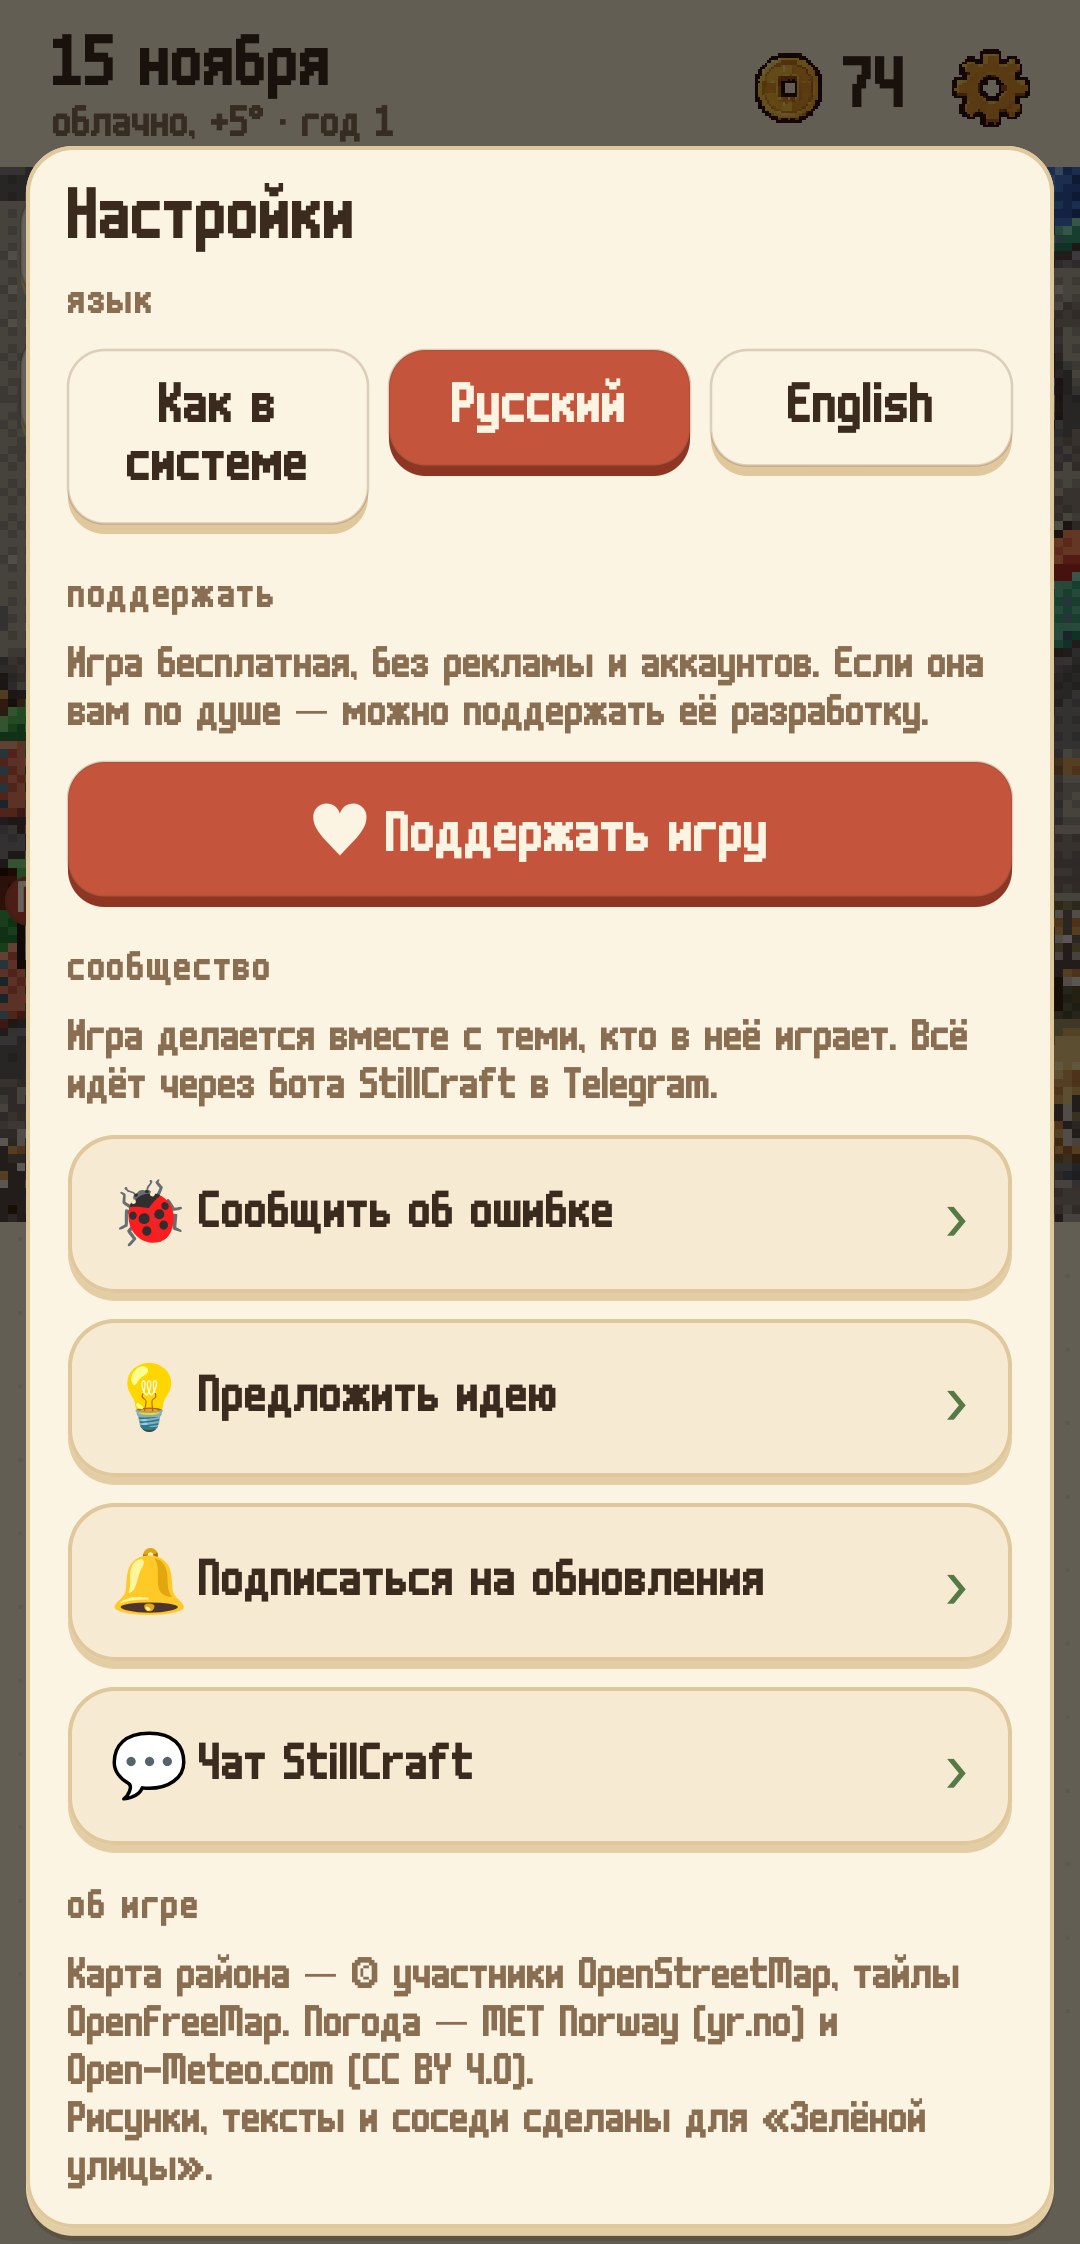 15 ноября
74
облачно, +5° · год 1
Настройки
язык
Как в
системе
Русский
English
поддержать
Игра бесплатная, без рекламы и аккаунтов. Если она
вам по душе — можно поддержать её разработку.
♥ Поддержать игру
сообщество
Игра делается вместе с теми, кто в неё играет. Всё
идёт через бота StillCraft в Telegram.
Сообщить об ошибке
Предложить идею
Подписаться на обновления
Чат StillCraft
об игре
Карта района — © участники OpenStreetMap, тайлы
OpenFreeMap. Погода — MET Norway (yr.no) и
Open-Meteo.com (CC BY 4.0).
Рисунки, тексты и соседи сделаны для «Зелёной
улицы».